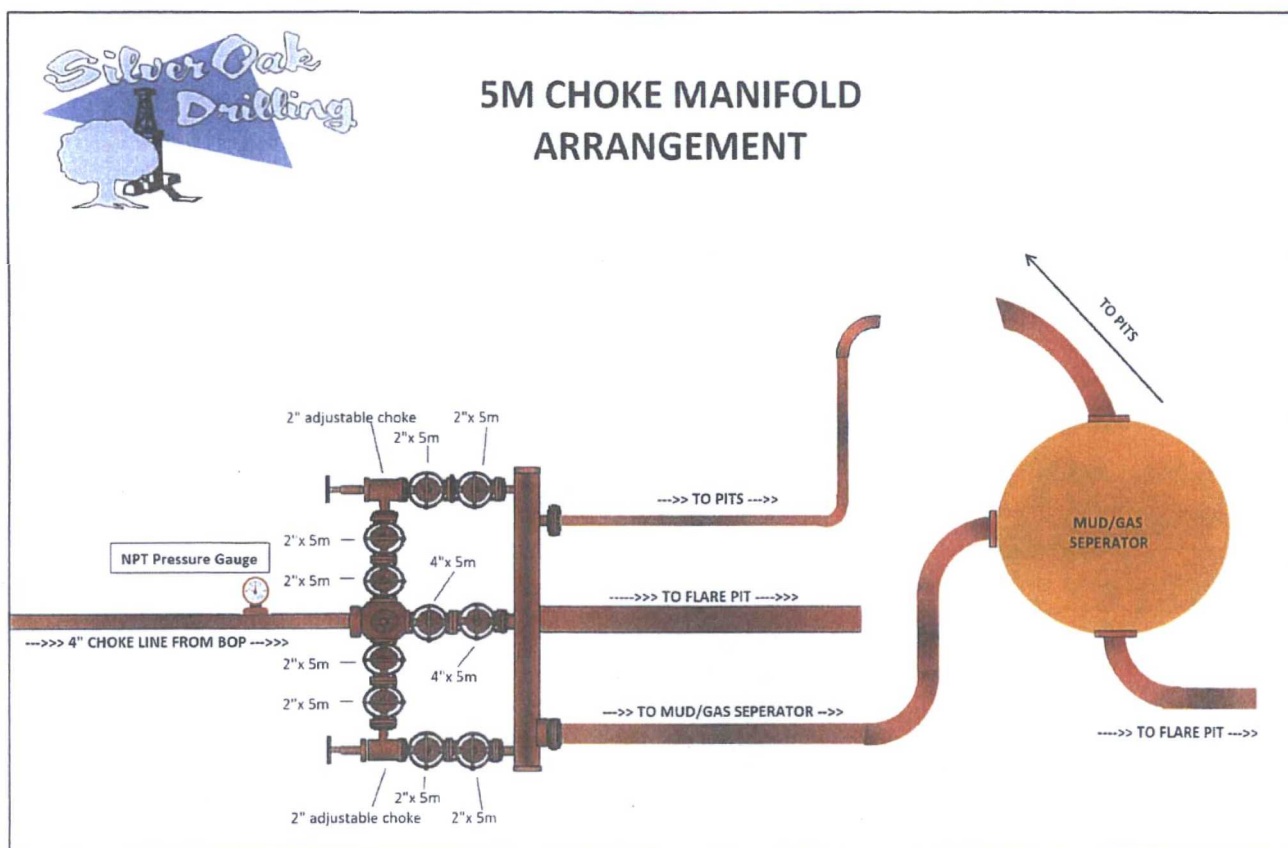 Silver Oak
Drilling
5M CHOKE MANIFOLD
ARRANGEMENT
TO PITS
2" adjustable choke
2"x 5m
2"x 5m
--->> TO PITS --->>
MUD/GAS
SEPERATOR
2"x 5m
NPT Pressure Gauge
2"x 5m
4"x 5m
----->>> TO FLARE PIT ---->>>
--->>> 4" CHOKE LINE FROM BOP --->>>
2"x 5m
4"x 5m
2"x 5m
--->> TO MUD/GAS SEPERATOR -->>
---->> TO FLARE PIT --->>
2"x 5m
2" adjustable choke
2"x 5m